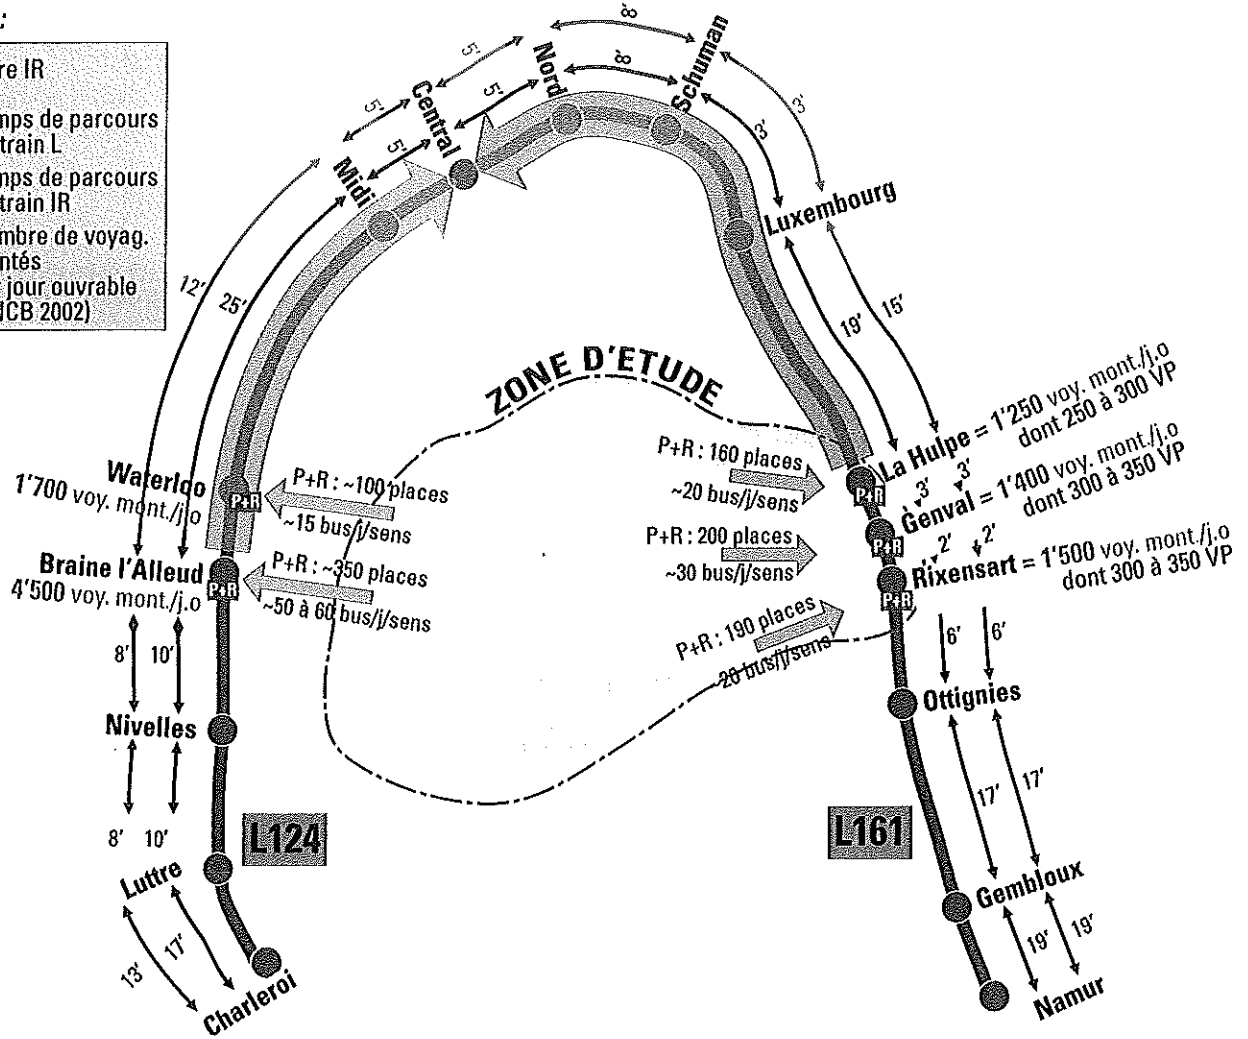 re IR
mps de parcours
train L
mps de parcours
train IR
mbre de voyag.
ntés
jour ouvrable
NCB 2002)
8'
8'
Schuman
Nord
5'
5'
Central
5'
5'
Midi
3'
3'
Luxembourg
12'
25'
19'
15'
ZONE D'ETUDE
Waterloo
1'700 voy. mont./j.o
P+R
P+R : ~100 places
~15 bus/j/sens
Braine l'Alleud
4'500 voy. mont./j.o
P+R
P+R : ~350 places
~50 à 60 bus/j/sens
P+R : 160 places
~20 bus/j/sens
P+R : 200 places
~30 bus/j/sens
P+R : 190 places
~20 bus/j/sens
La Hulpe = 1'250 voy. mont./j.o
dont 250 à 300 VP
P+R
3'
3'
Genval = 1'400 voy. mont./j.o
dont 300 à 350 VP
P+R
2'
2'
Rixensart = 1'500 voy. mont./j.o
dont 300 à 350 VP
P+R
8'
10'
Nivelles
8'
10'
L124
Luttre
13'
17'
Charleroi
6'
6'
Ottignies
17'
17'
L161
Gembloux
19'
19'
Namur